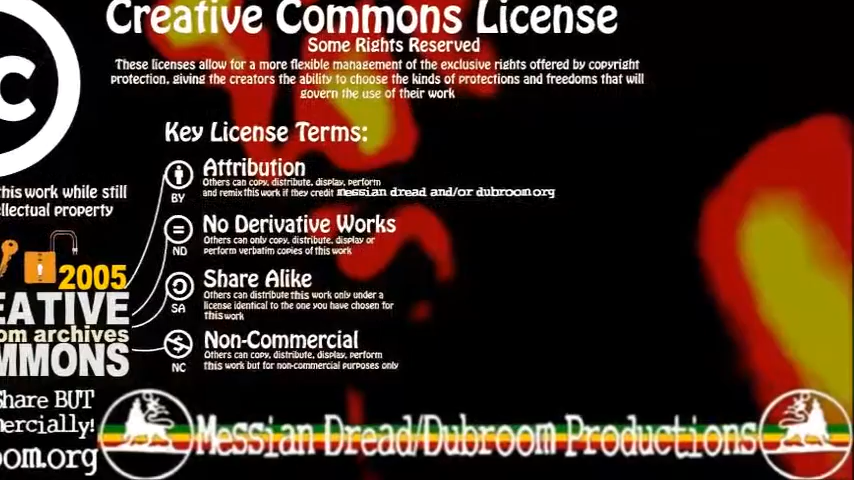 Creative Commons License
Some Rights Reserved
These licenses allow for a more flexible management of the exclusive rights offered by copyright
protection, giving the creators the ability to choose the kinds of protections and freedoms that will
govern the use of their work
Key License Terms:
Attribution
Others can copy, distribute, display, perform
and remix this work if they credit messian dread and/or dubroom.org
BY
No Derivative Works
Others can only copy, distribute, display or
perform verbatim copies of this work
ND
Share Alike
Others can distribute this work only under a
license identical to the one you have chosen for
this work
SA
Non-Commercial
Others can copy, distribute, display, perform
this work but for non-commercial purposes only
NC
C
this work while still
ellectual property
2005
EATIVE
om archives
MMONS
Share BUT
ercially!
oom.org
Messian Dread/Dubroom Productions